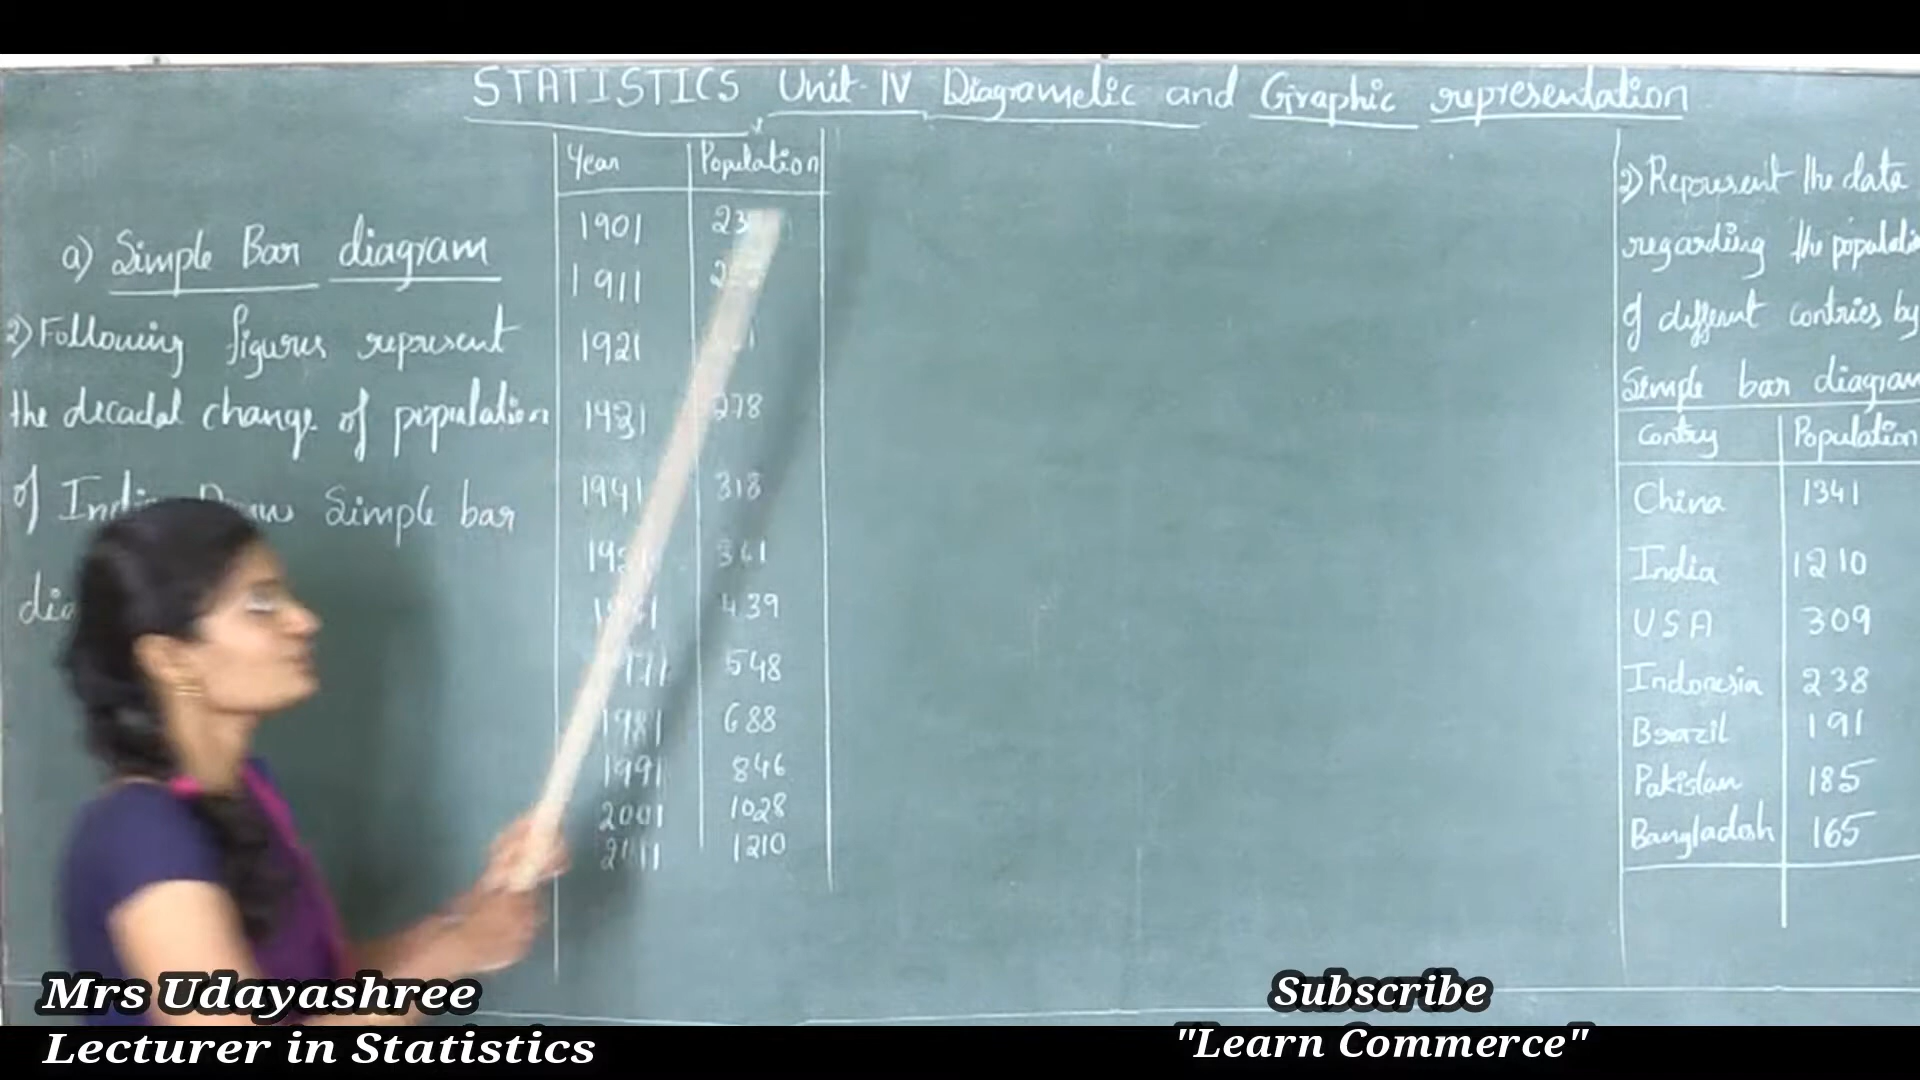 STATISTICS Unit-IV Diagrametic and Graphic representation
a) Simple Bar diagram
2) Following figures represent
the decadal change of population
of Simple bar
Year Population
1901
1911
1921
1931 278
1941 318
361
439
548
1981 688
1991 846
2001 1028
2011 1210
2) Represent the data
regarding the
of different contries by
Simple bar diagram
Contry Population
China 1341
India 1210
USA 309
Indonesia 238
Brazil 191
Pakistan 185
Bangladesh 165
Mrs Udayashree
Lecturer in Statistics
Subscribe
"Learn Commerce"